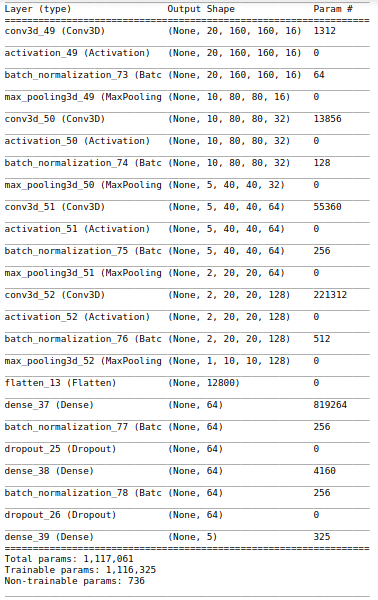 Layer (type) Output Shape Param #
=================================================================
conv3d_49 (Conv3D) (None, 20, 160, 160, 16) 1312
activation_49 (Activation) (None, 20, 160, 160, 16) 0
batch_normalization_73 (Batc (None, 20, 160, 160, 16) 64
max_pooling3d_49 (MaxPooling (None, 10, 80, 80, 16) 0
conv3d_50 (Conv3D) (None, 10, 80, 80, 32) 13856
activation_50 (Activation) (None, 10, 80, 80, 32) 0
batch_normalization_74 (Batc (None, 10, 80, 80, 32) 128
max_pooling3d_50 (MaxPooling (None, 5, 40, 40, 32) 0
conv3d_51 (Conv3D) (None, 5, 40, 40, 64) 55360
activation_51 (Activation) (None, 5, 40, 40, 64) 0
batch_normalization_75 (Batc (None, 5, 40, 40, 64) 256
max_pooling3d_51 (MaxPooling (None, 2, 20, 20, 64) 0
conv3d_52 (Conv3D) (None, 2, 20, 20, 128) 221312
activation_52 (Activation) (None, 2, 20, 20, 128) 0
batch_normalization_76 (Batc (None, 2, 20, 20, 128) 512
max_pooling3d_52 (MaxPooling (None, 1, 10, 10, 128) 0
flatten_13 (Flatten) (None, 12800) 0
dense_37 (Dense) (None, 64) 819264
batch_normalization_77 (Batc (None, 64) 256
dropout_25 (Dropout) (None, 64) 0
dense_38 (Dense) (None, 64) 4160
batch_normalization_78 (Batc (None, 64) 256
dropout_26 (Dropout) (None, 64) 0
dense_39 (Dense) (None, 5) 325
=================================================================
Total params: 1,117,061
Trainable params: 1,116,325
Non-trainable params: 736